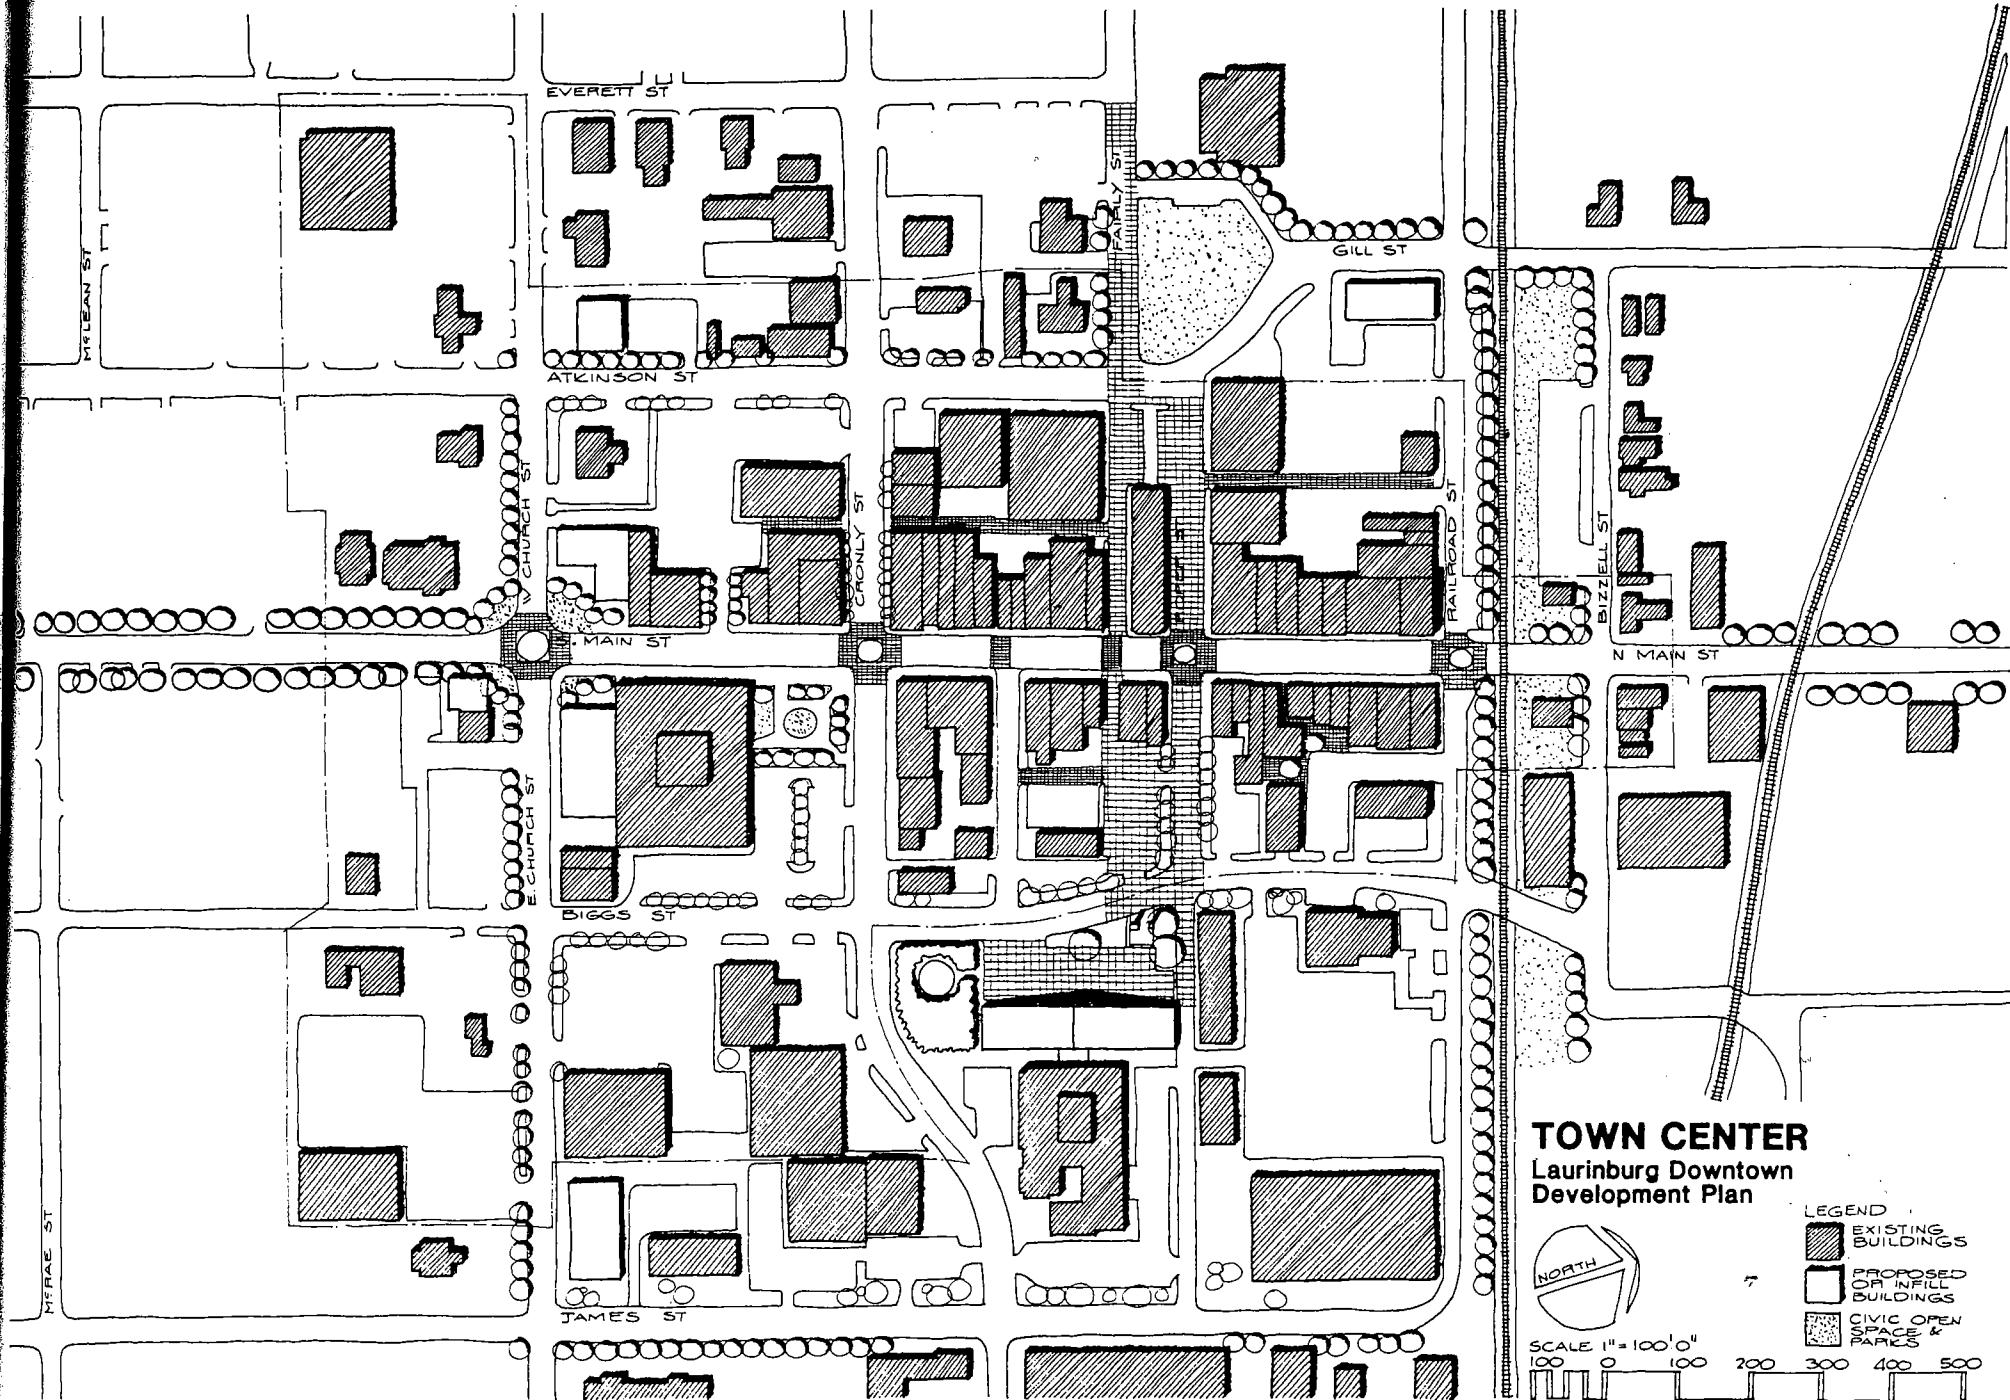 EVERETT ST
FAIRLY ST
McLEAN ST
GILL ST
ATKINSON ST
W CHURCH ST
CRONLY ST
RAILROAD ST
BIZZELL ST
S. MAIN ST
N MAIN ST
E. CHURCH ST
BIGGS ST
McRAE ST
JAMES ST
TOWN CENTER
Laurinburg Downtown
Development Plan
LEGEND
EXISTING
BUILDINGS
PROPOSED
OR INFILL
BUILDINGS
CIVIC OPEN
SPACE &
PARKS
NORTH
SCALE 1"=100'0"
100 0 100 200 300 400 500